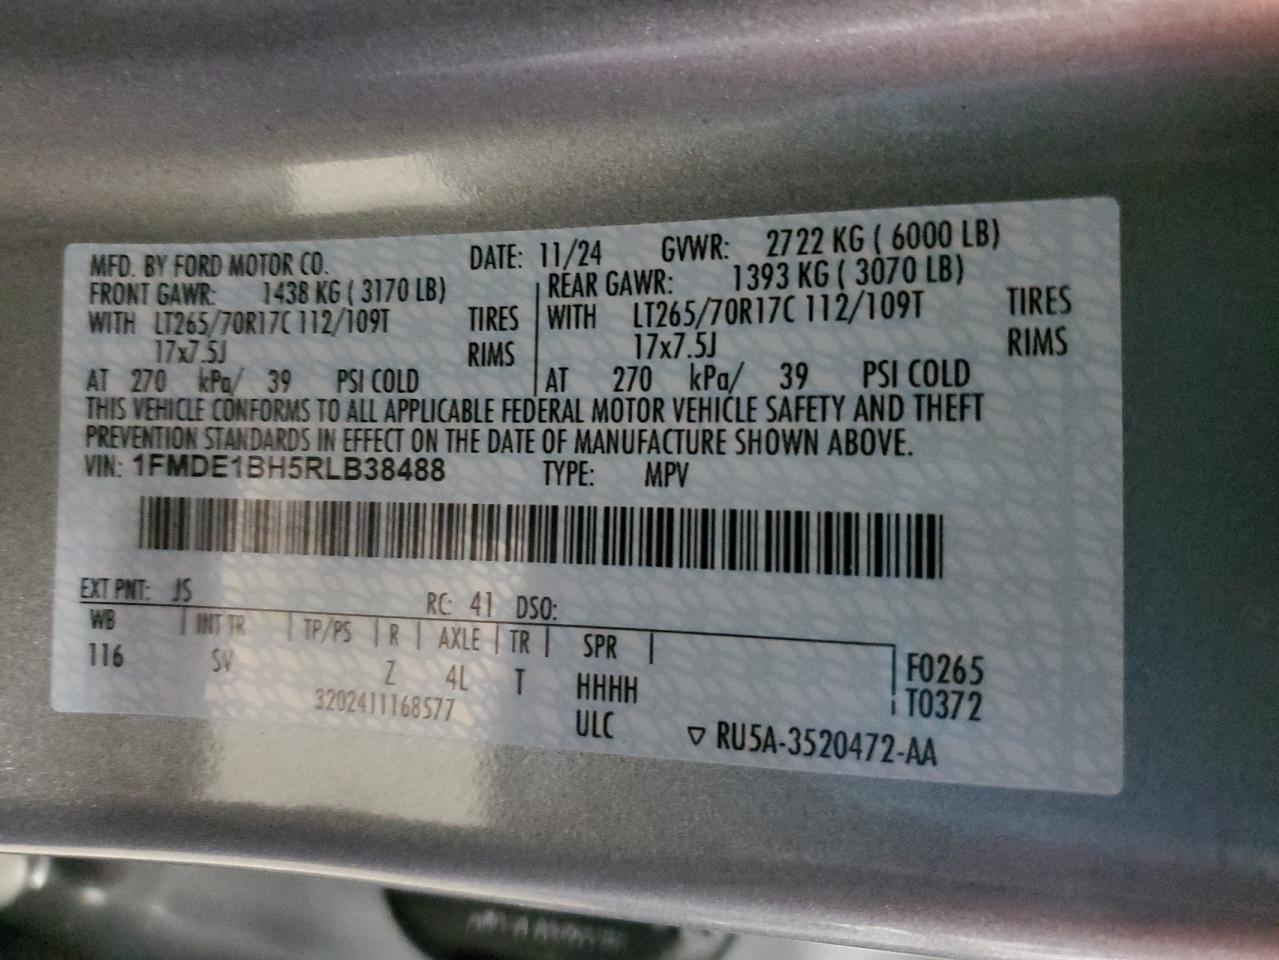 MFD. BY FORD MOTOR CO. DATE: 11/24 GVWR: 2722 KG ( 6000 LB)
FRONT GAWR: 1438 KG ( 3170 LB) REAR GAWR: 1393 KG ( 3070 LB)
WITH LT265/70R17C 112/109T TIRES WITH LT265/70R17C 112/109T TIRES
17x7.5J RIMS 17x7.5J RIMS
AT 270 kPa/ 39 PSI COLD AT 270 kPa/ 39 PSI COLD
THIS VEHICLE CONFORMS TO ALL APPLICABLE FEDERAL MOTOR VEHICLE SAFETY AND THEFT
PREVENTION STANDARDS IN EFFECT ON THE DATE OF MANUFACTURE SHOWN ABOVE.
VIN: 1FMDE1BH5RLB38488 TYPE: MPV
EXT PNT: JS RC: 41 DSO:
WB INT TR TP/PS R AXLE TR SPR
116 SV Z 4L T HHHH F0265
3202411168577 ULC T0372
▽ RU5A-3520472-AA